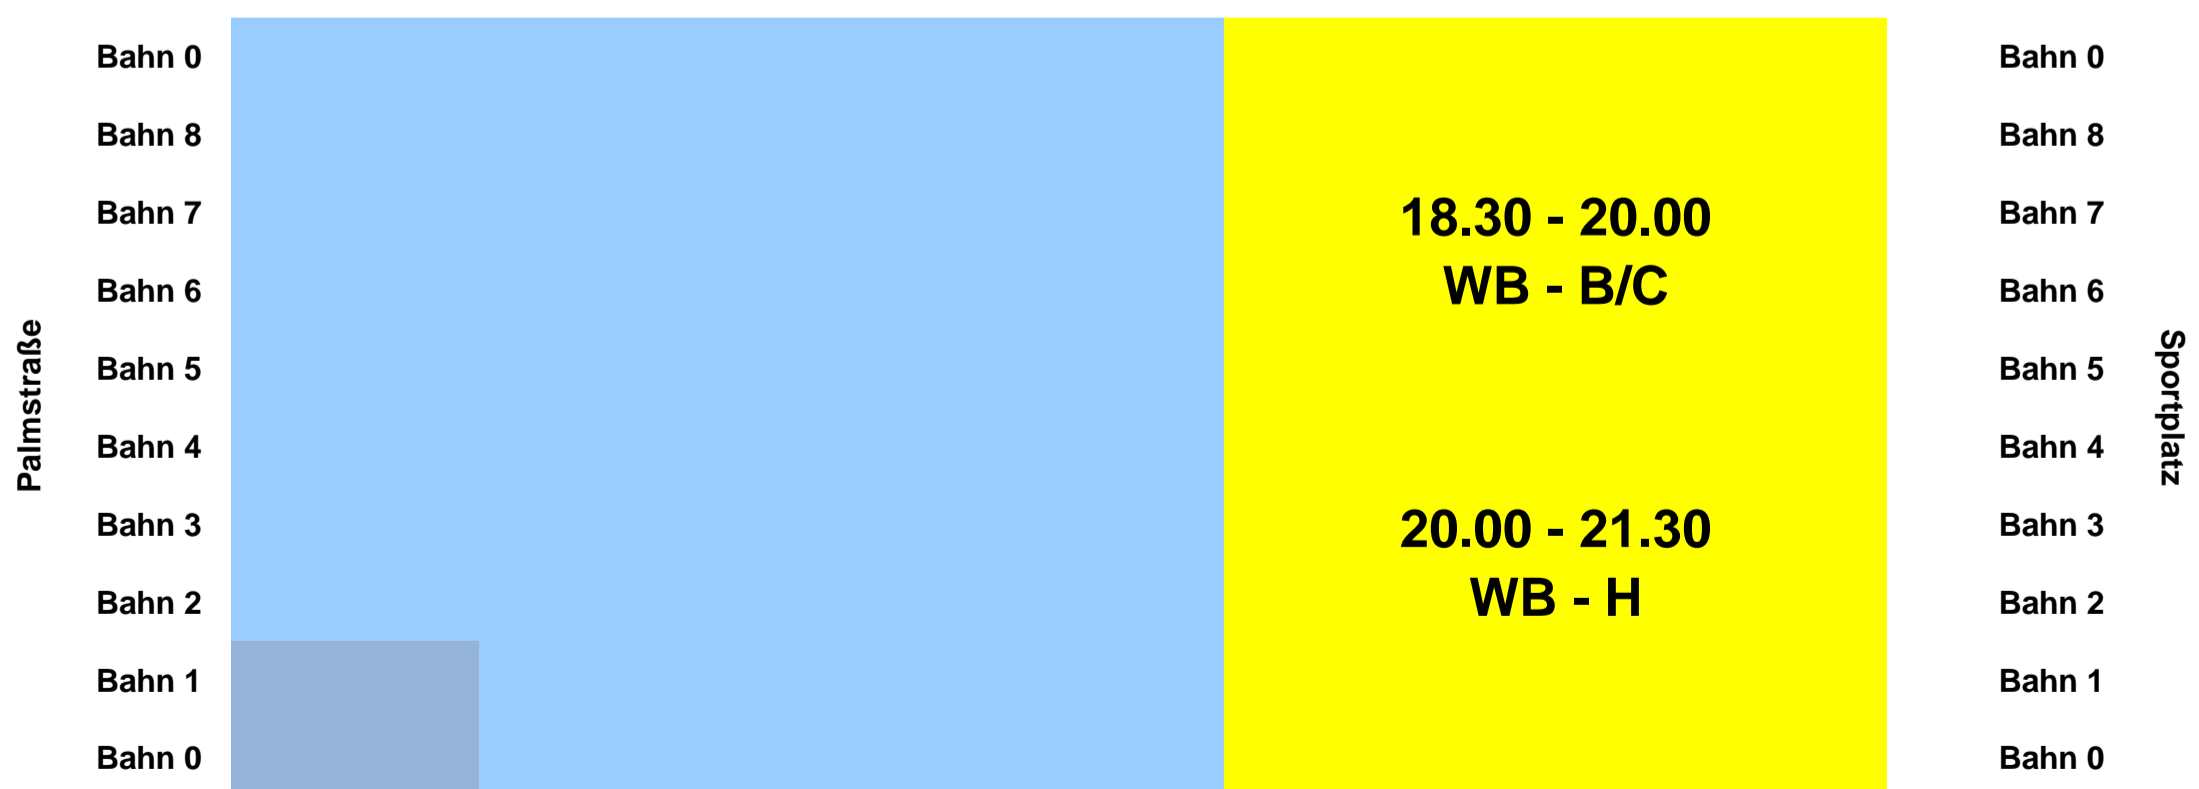 Bahn 0
Bahn 8
Bahn 7
Bahn 6
Bahn 5
Bahn 4
Bahn 3
Bahn 2
Bahn 1
Bahn 0
Palmstraße
18.30 - 20.00
WB - B/C
20.00 - 21.30
WB - H
Bahn 0
Bahn 8
Bahn 7
Bahn 6
Bahn 5
Bahn 4
Bahn 3
Bahn 2
Bahn 1
Bahn 0
Sportplatz